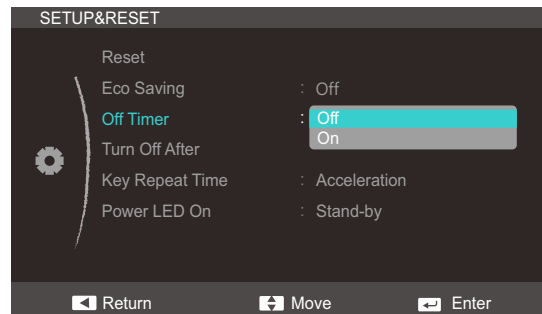 SETUP&RESET
Reset
Eco Saving : Off
Off Timer : Off
On
Turn Off After
Key Repeat Time : Acceleration
Power LED On : Stand-by
Return Move Enter